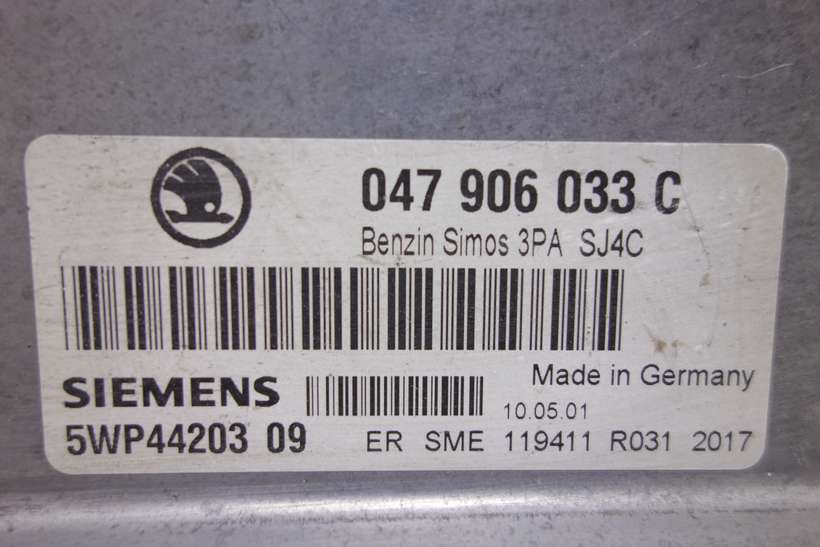 047 906 033 C
Benzin Simos 3PA SJ4C
SIEMENS
Made in Germany
10.05.01
5WP44203 09
ER SME 119411 R031 2017